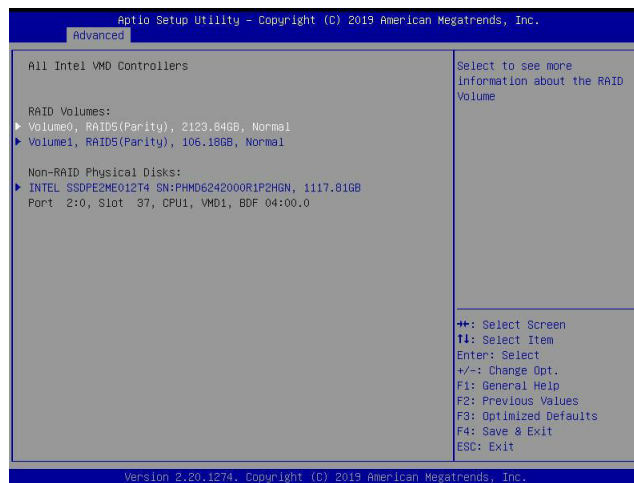 Aptio Setup Utility – Copyright (C) 2019 American Megatrends, Inc.
Advanced
All Intel VMD Controllers
RAID Volumes:
Volume0, RAID5(Parity), 2123.84GB, Normal
Volume1, RAID5(Parity), 106.18GB, Normal
Non-RAID Physical Disks:
INTEL SSDPE2ME012T4 SN:PHMD6242000R1P2HGN, 1117.81GB
Port 2:0, Slot 37, CPU1, VMD1, BDF 04:00.0
Select to see more
information about the RAID
Volume
→←: Select Screen
↑↓: Select Item
Enter: Select
+/-: Change Opt.
F1: General Help
F2: Previous Values
F3: Optimized Defaults
F4: Save & Exit
ESC: Exit
Version 2.20.1274. Copyright (C) 2019 American Megatrends, Inc.